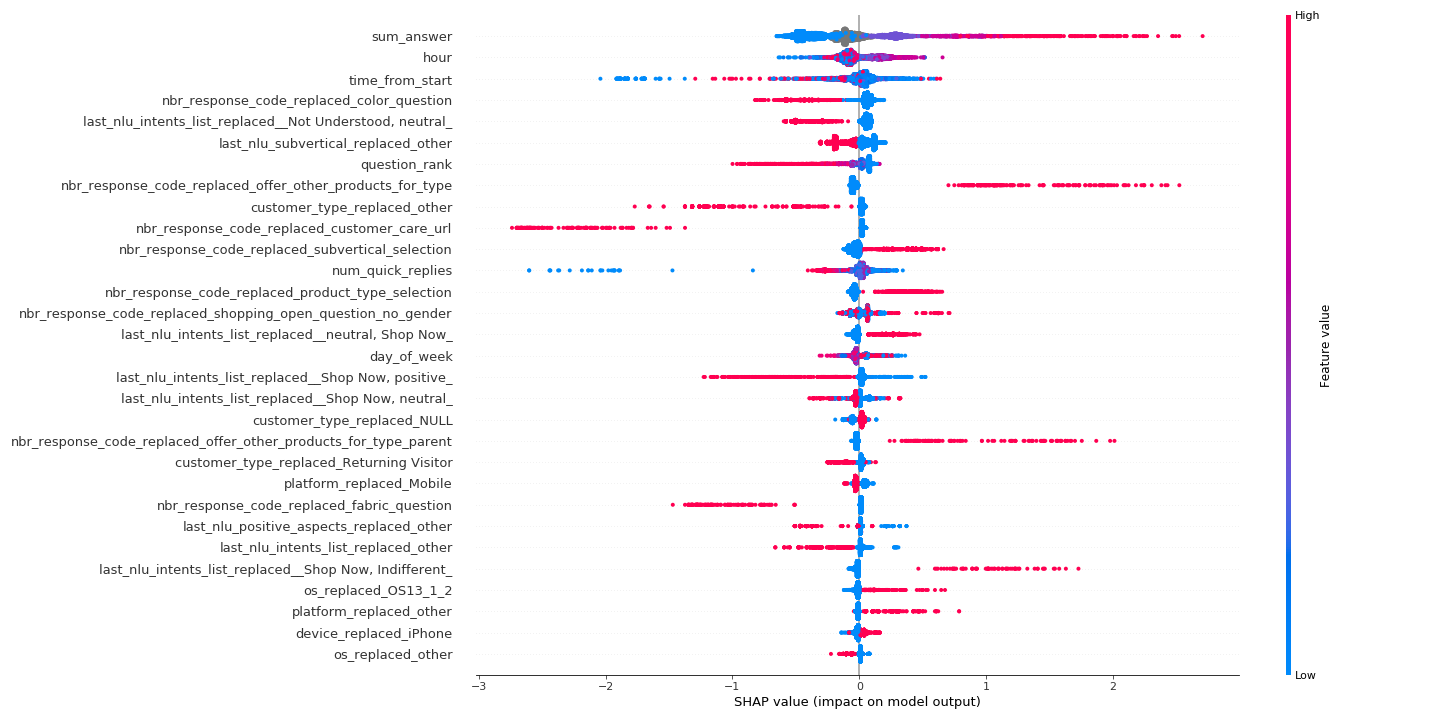 High
sum_answer
hour
time_from_start
nbr_response_code_replaced_color_question
last_nlu_intents_list_replaced__Not Understood, neutral_
last_nlu_subvertical_replaced_other
question_rank
nbr_response_code_replaced_offer_other_products_for_type
customer_type_replaced_other
nbr_response_code_replaced_customer_care_url
nbr_response_code_replaced_subvertical_selection
num_quick_replies
nbr_response_code_replaced_product_type_selection
nbr_response_code_replaced_shopping_open_question_no_gender
last_nlu_intents_list_replaced__neutral, Shop Now_
day_of_week
last_nlu_intents_list_replaced__Shop Now, positive_
last_nlu_intents_list_replaced__Shop Now, neutral_
customer_type_replaced_NULL
nbr_response_code_replaced_offer_other_products_for_type_parent
customer_type_replaced_Returning Visitor
platform_replaced_Mobile
nbr_response_code_replaced_fabric_question
last_nlu_positive_aspects_replaced_other
last_nlu_intents_list_replaced_other
last_nlu_intents_list_replaced__Shop Now, Indifferent_
os_replaced_OS13_1_2
platform_replaced_other
device_replaced_iPhone
os_replaced_other
−3 −2 −1 0 1 2
SHAP value (impact on model output)
Feature value
Low